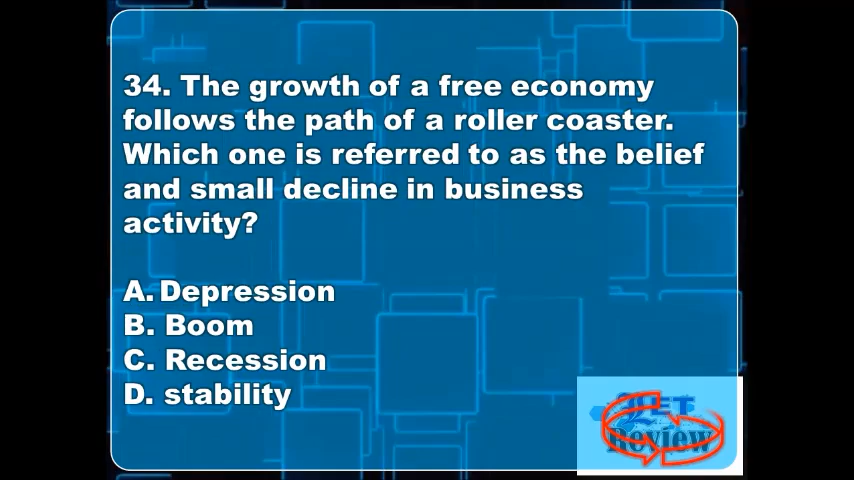 34. The growth of a free economy
follows the path of a roller coaster.
Which one is referred to as the belief
and small decline in business
activity?
A. Depression
B. Boom
C. Recession
D. stability
LET
Review